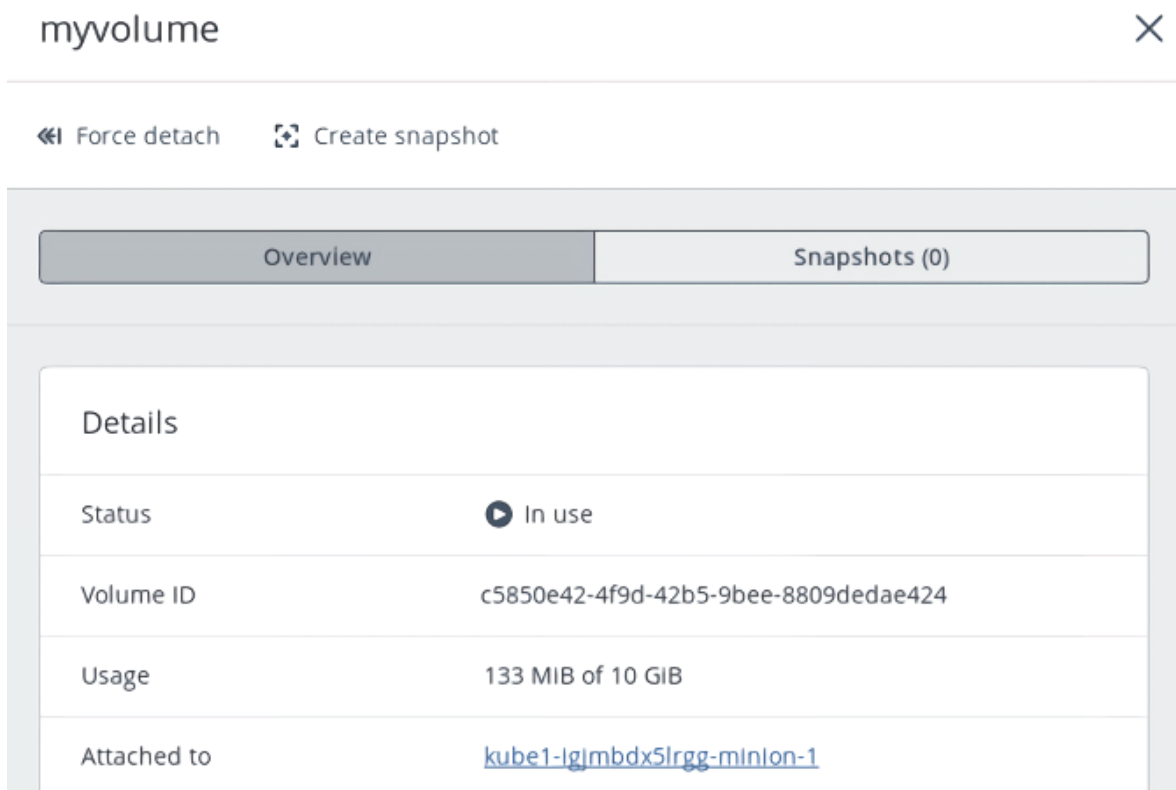 myvolume
Force detach Create snapshot
Overview Snapshots (0)
Details
Status In use
Volume ID c5850e42-4f9d-42b5-9bee-8809dedae424
Usage 133 MiB of 10 GiB
Attached to kube1-igjmbdx5lrgg-minion-1